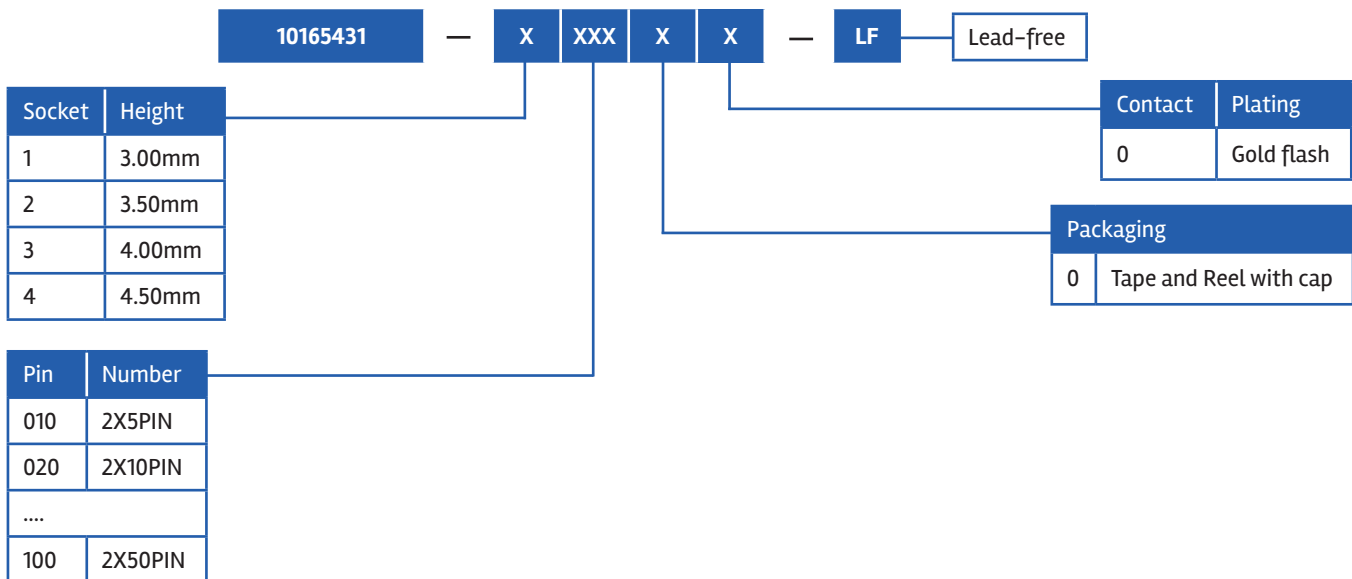 10165431 — X XXX X X — LF Lead-free
Socket Height
1 3.00mm
2 3.50mm
3 4.00mm
4 4.50mm
Contact Plating
0 Gold flash
Packaging
0 Tape and Reel with cap
Pin Number
010 2X5PIN
020 2X10PIN
....
100 2X50PIN